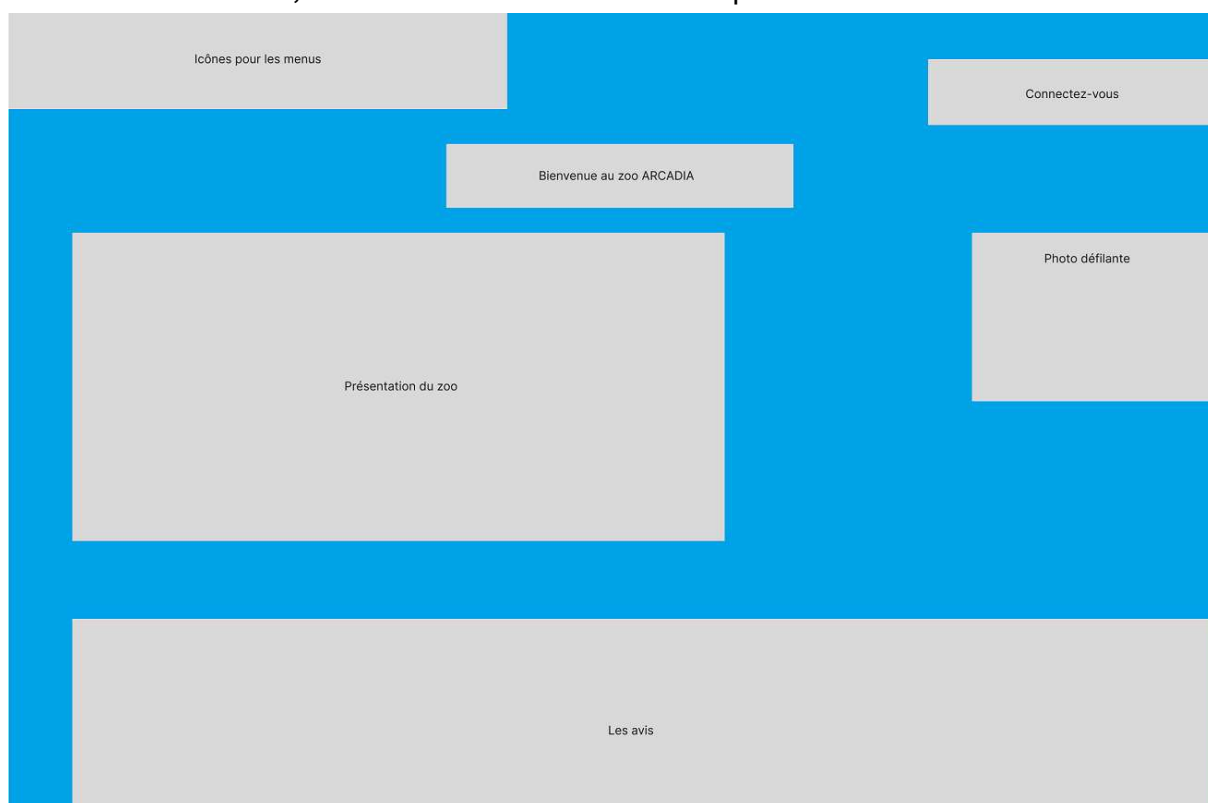 Icônes pour les menus
Connectez-vous
Bienvenue au zoo ARCADIA
Photo défilante
Présentation du zoo
Les avis